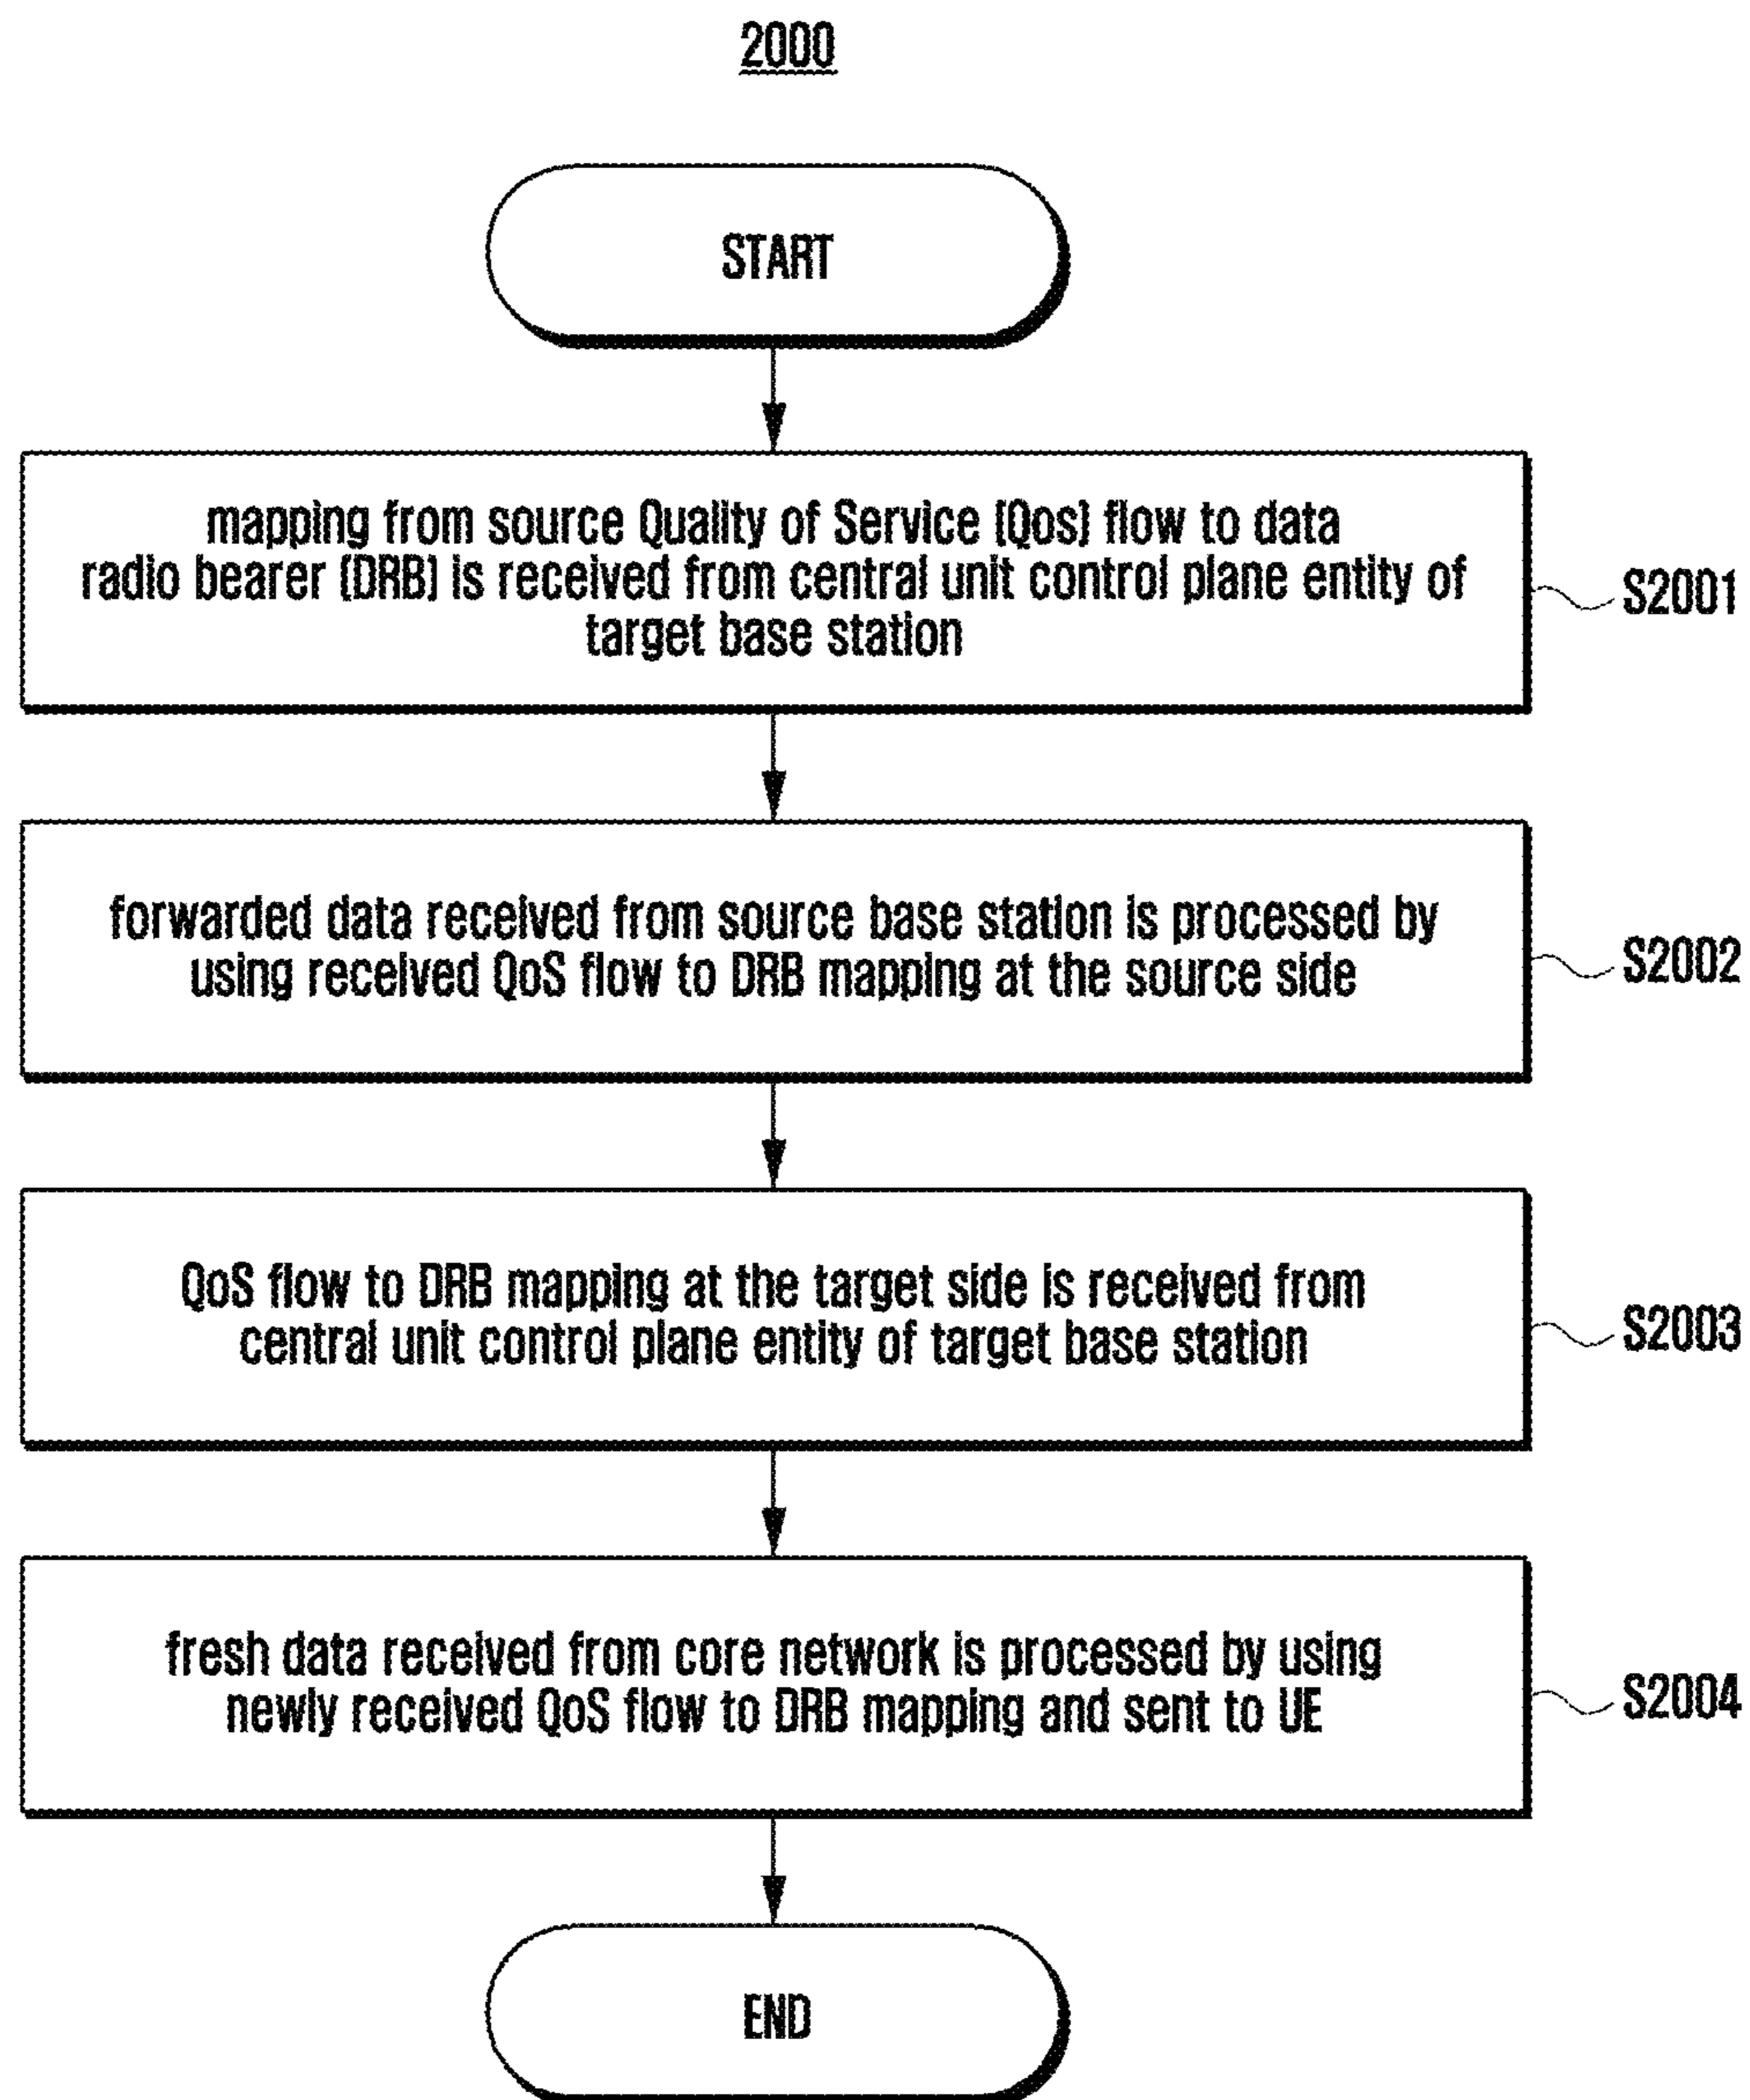 2000
START
mapping from source Quality of Service (Qos) flow to data
radio bearer (DRB) is received from central unit control plane entity of
target base station
S2001
forwarded data received from source base station is processed by
using received QoS flow to DRB mapping at the source side
S2002
QoS flow to DRB mapping at the target side is received from
central unit control plane entity of target base station
S2003
fresh data received from core network is processed by using
newly received QoS flow to DRB mapping and sent to UE
S2004
END